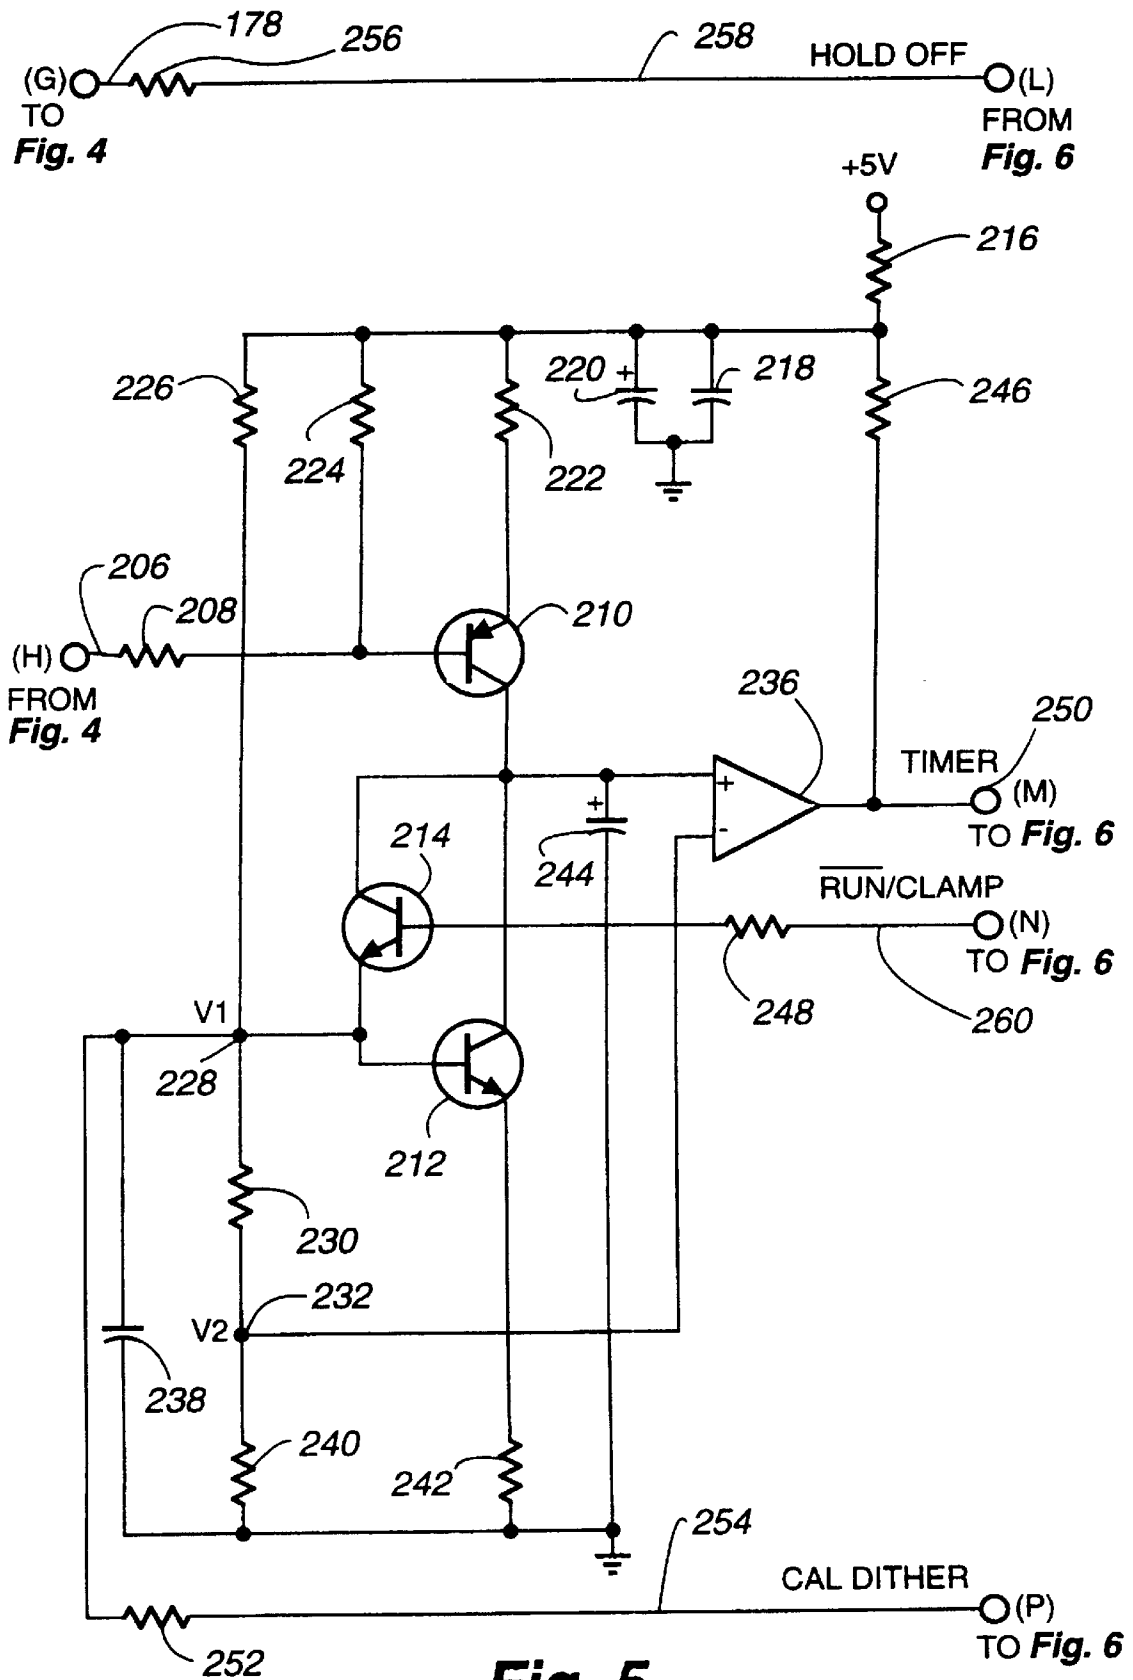 178
256
258
HOLD OFF
(G)
(L)
TO
Fig. 4
FROM
Fig. 6
+5V
216
226
220
+
218
246
224
222
206
208
210
(H)
FROM
Fig. 4
236
250
TIMER
+
(M)
TO Fig. 6
+
-
214
244
RUN/CLAMP
(N)
TO Fig. 6
V1
248
260
228
212
230
232
V2
238
240
242
254
CAL DITHER
(P)
TO Fig. 6
252
Fig. 5